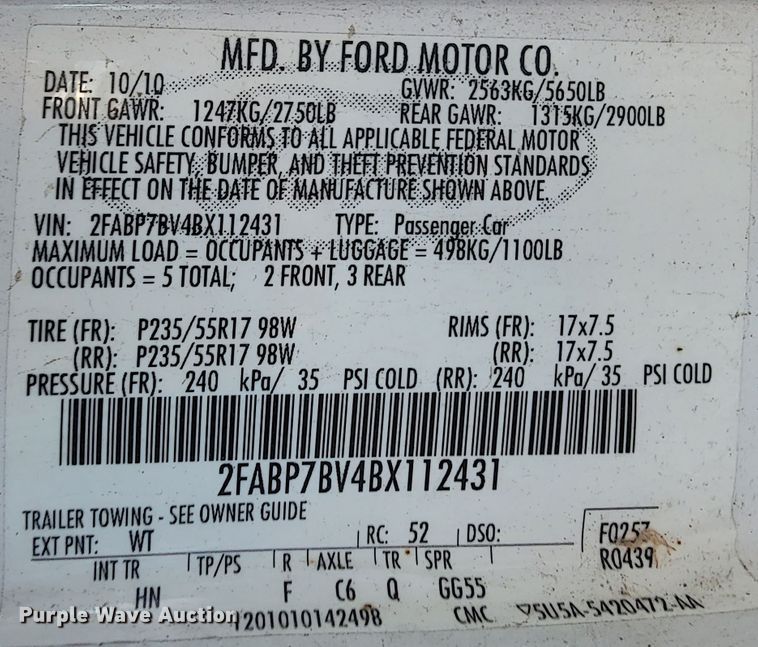 MFD. BY FORD MOTOR CO.
DATE: 10/10 GVWR: 2563KG/5650LB
FRONT GAWR: 1247KG/2750LB REAR GAWR: 1315KG/2900LB
THIS VEHICLE CONFORMS TO ALL APPLICABLE FEDERAL MOTOR
VEHICLE SAFETY, BUMPER, AND THEFT PREVENTION STANDARDS
IN EFFECT ON THE DATE OF MANUFACTURE SHOWN ABOVE.
VIN: 2FABP7BV4BX112431 TYPE: Passenger Car
MAXIMUM LOAD = OCCUPANTS + LUGGAGE = 498KG/1100LB
OCCUPANTS = 5 TOTAL; 2 FRONT, 3 REAR
TIRE (FR): P235/55R17 98W RIMS (FR): 17x7.5
(RR): P235/55R17 98W (RR): 17x7.5
PRESSURE (FR): 240 kPa/ 35 PSI COLD (RR): 240 kPa/ 35 PSI COLD
2FABP7BV4BX112431
TRAILER TOWING - SEE OWNER GUIDE
EXT PNT: WT RC: 52 DSO: F0257
INT TR TP/PS R AXLE TR SPR R0439
HN F C6 Q GG55
Purple Wave Auction
1201010142498 CMC 5U5A-5420472-AA